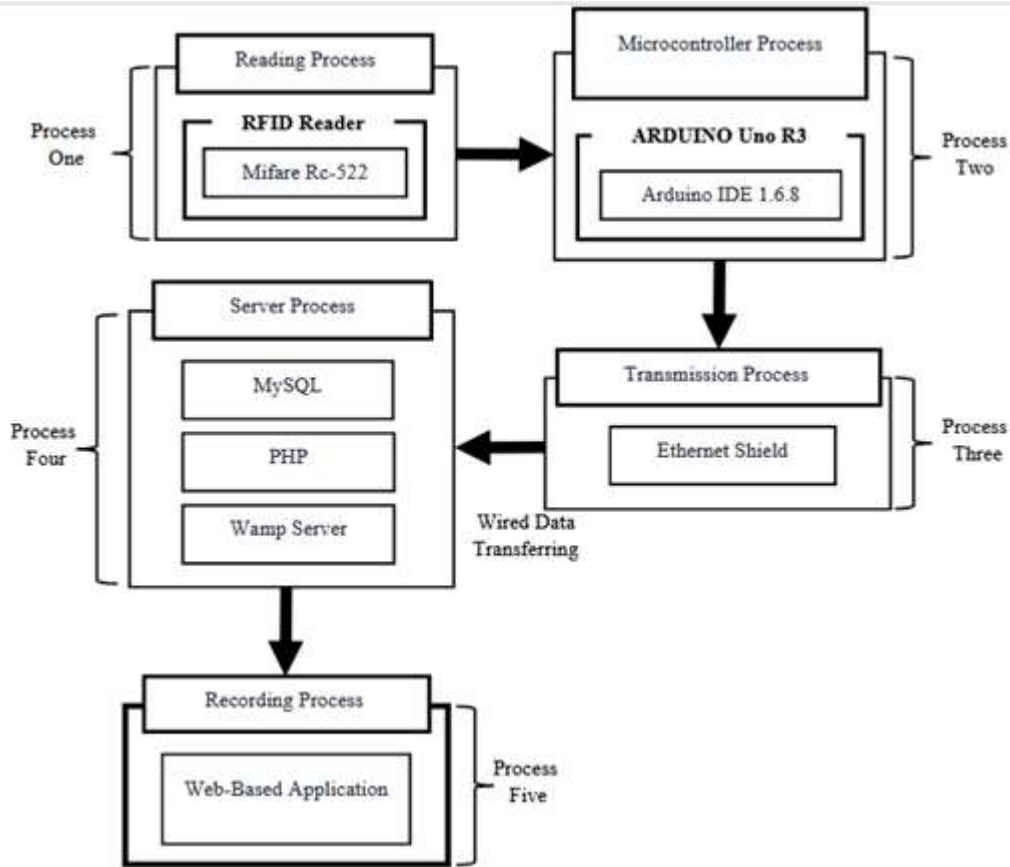 Reading Process
Process
One
RFID Reader
Mifare Rc-522
Microcontroller Process
ARDUINO Uno R3
Arduino IDE 1.6.8
Process
Two
Transmission Process
Ethernet Shield
Process
Three
Wired Data
Transferring
Server Process
Process
Four
MySQL
PHP
Wamp Server
Recording Process
Web-Based Application
Process
Five